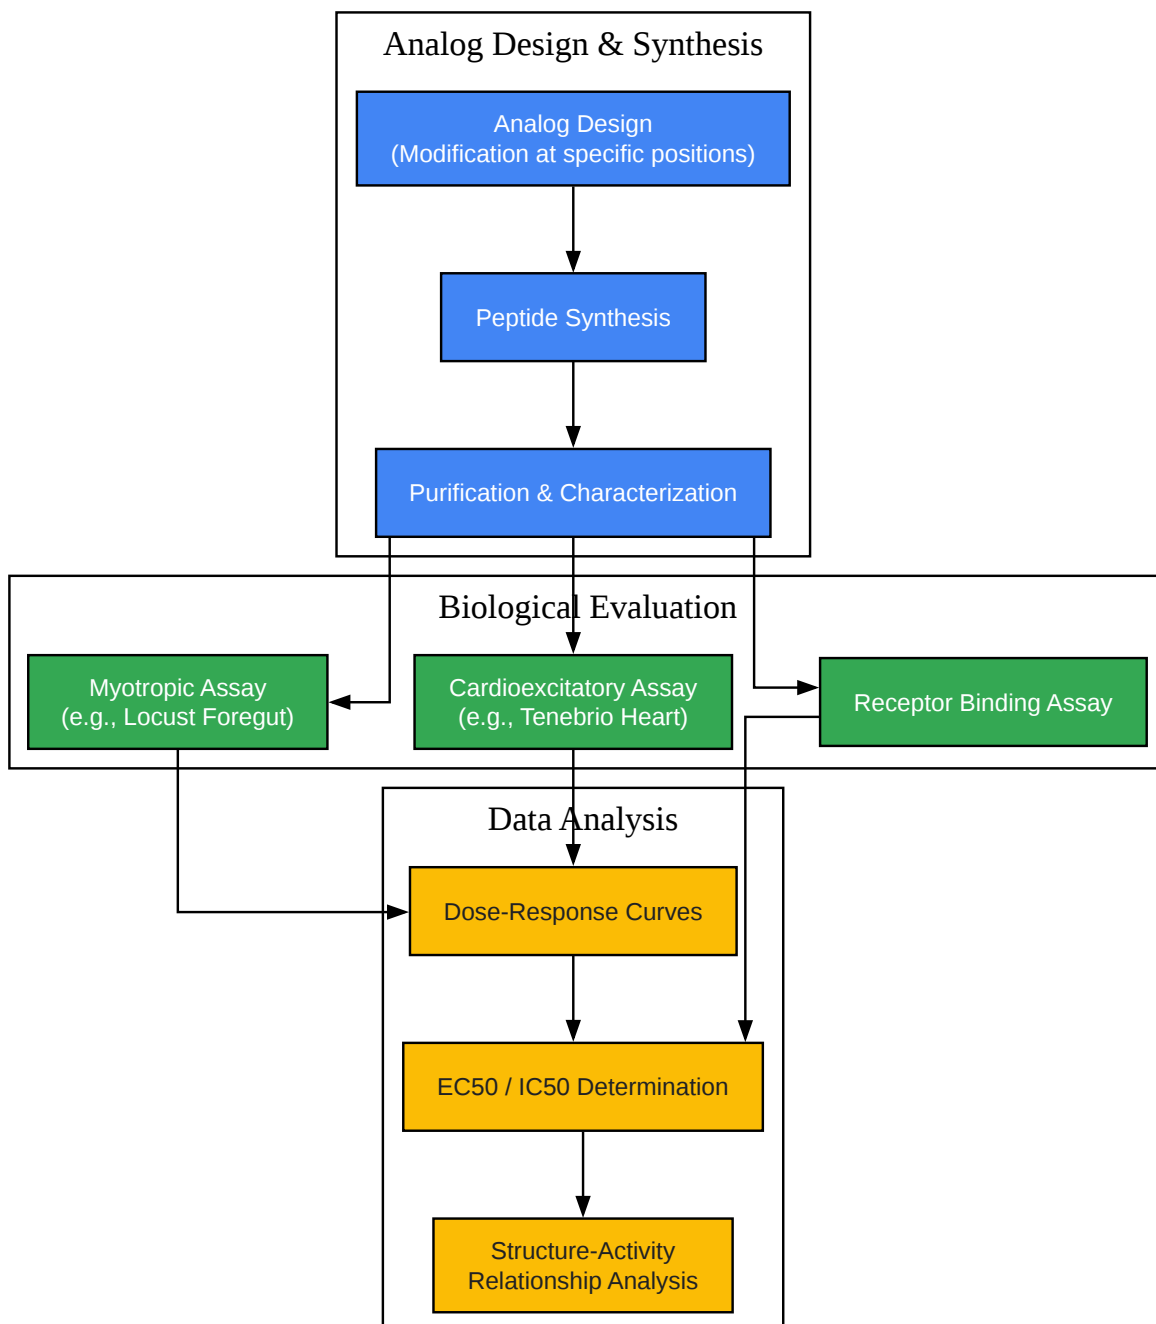 Analog Design & Synthesis
Analog Design
(Modification at specific positions)
Peptide Synthesis
Purification & Characterization
Biological Evaluation
Myotropic Assay
(e.g., Locust Foregut)
Cardioexcitatory Assay
(e.g., Tenebrio Heart)
Receptor Binding Assay
Data Analysis
Dose-Response Curves
EC50 / IC50 Determination
Structure-Activity
Relationship Analysis